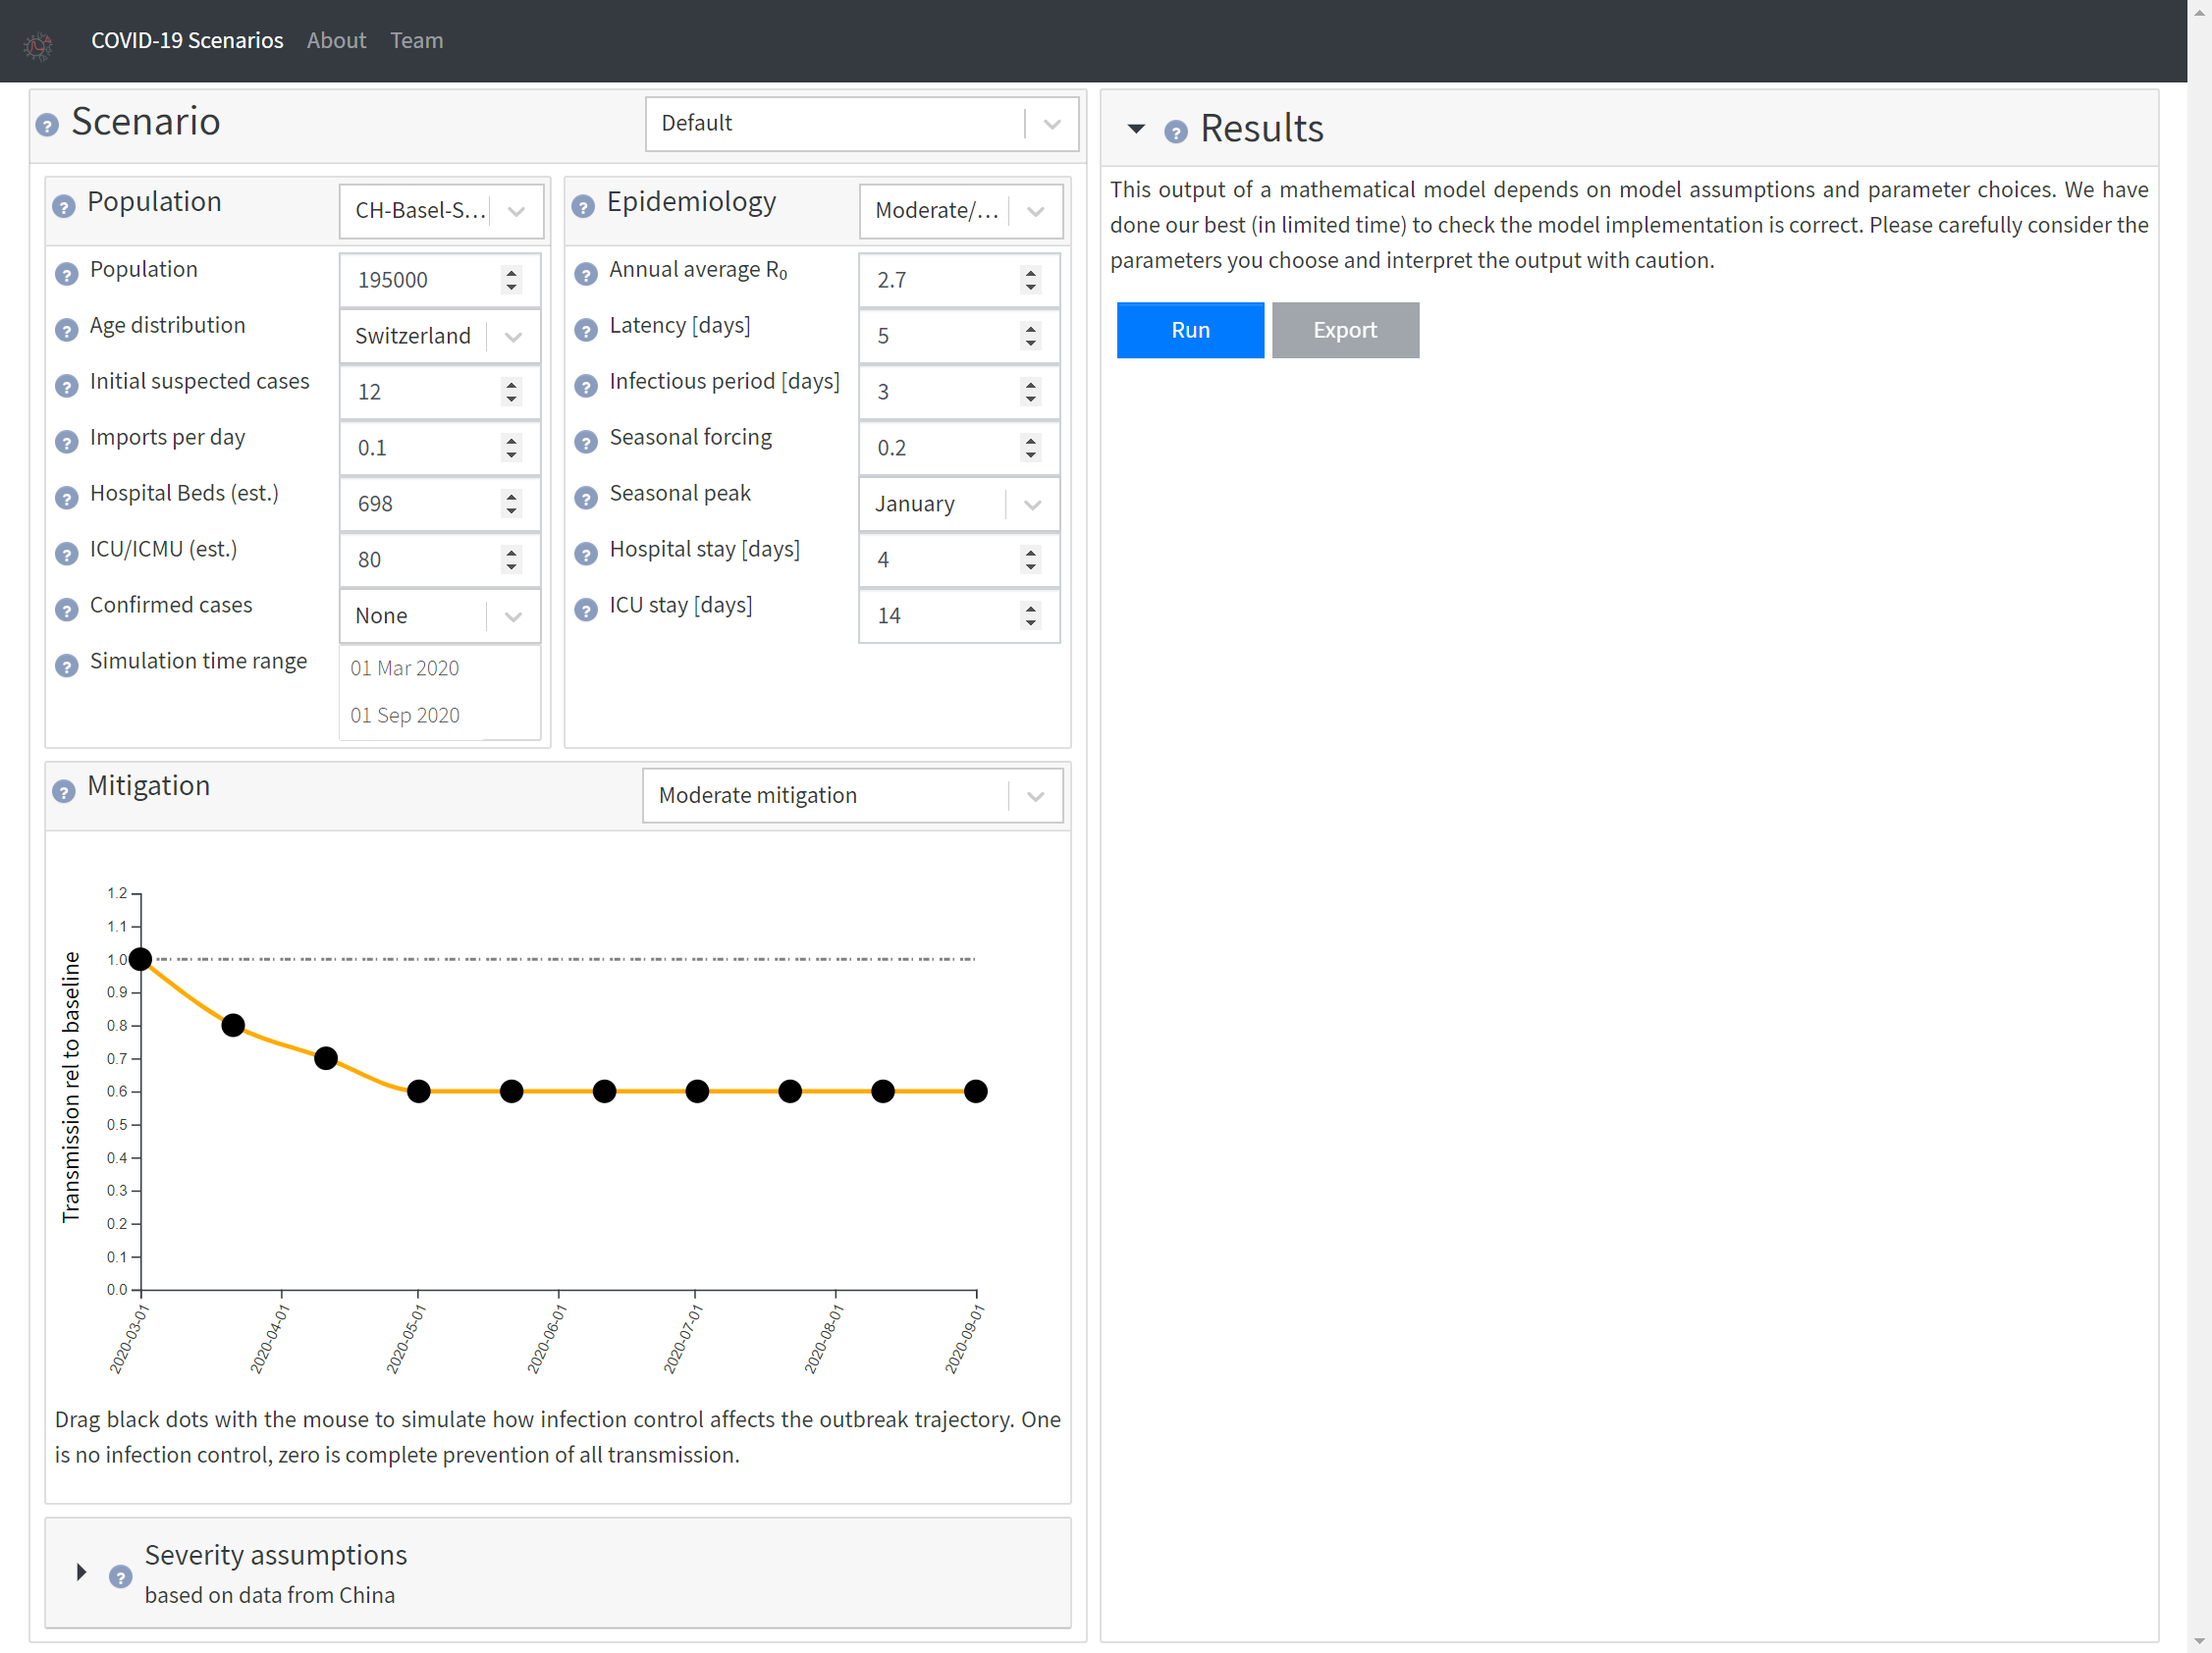 COVID-19 Scenarios About Team
? Scenario
Default
? Population
CH-Basel-S...
? Population
195000
? Age distribution
Switzerland
? Initial suspected cases
12
? Imports per day
0.1
? Hospital Beds (est.)
698
? ICU/ICMU (est.)
80
? Confirmed cases
None
? Simulation time range
01 Mar 2020
01 Sep 2020
? Epidemiology
Moderate/...
? Annual average R₀
2.7
? Latency [days]
5
? Infectious period [days]
3
? Seasonal forcing
0.2
? Seasonal peak
January
? Hospital stay [days]
4
? ICU stay [days]
14
? Mitigation
Moderate mitigation
Transmission rel to baseline
1.2
1.1
1.0
0.9
0.8
0.7
0.6
0.5
0.4
0.3
0.2
0.1
0.0
2020-03-01
2020-04-01
2020-05-01
2020-06-01
2020-07-01
2020-08-01
2020-09-01
Drag black dots with the mouse to simulate how infection control affects the outbreak trajectory. One
is no infection control, zero is complete prevention of all transmission.
? Severity assumptions
based on data from China
? Results
This output of a mathematical model depends on model assumptions and parameter choices. We have
done our best (in limited time) to check the model implementation is correct. Please carefully consider the
parameters you choose and interpret the output with caution.
Run
Export